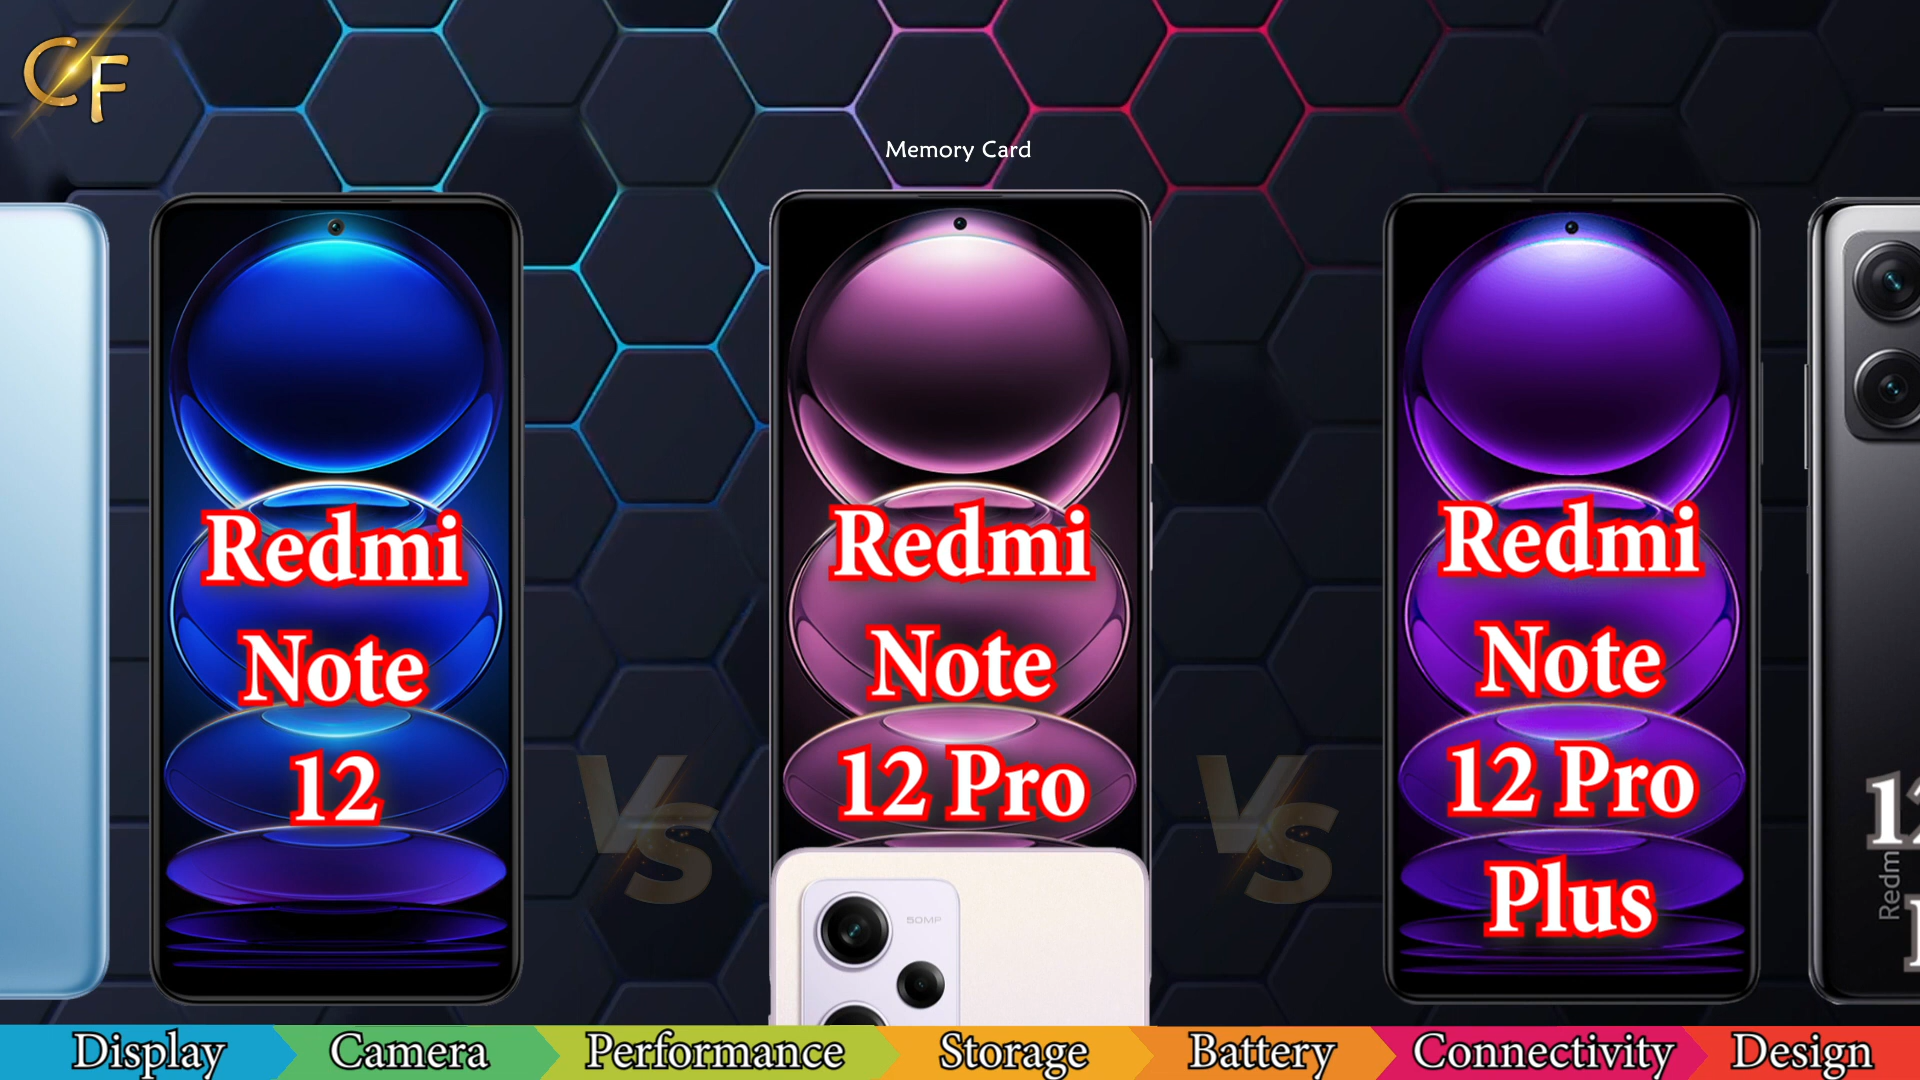 CF
Memory Card
Redmi
Note
12
VS
Redmi
Note
12 Pro
50MP
VS
Redmi
Note
12 Pro
Plus
Redm
Display
Camera
Performance
Storage
Battery
Connectivity
Design